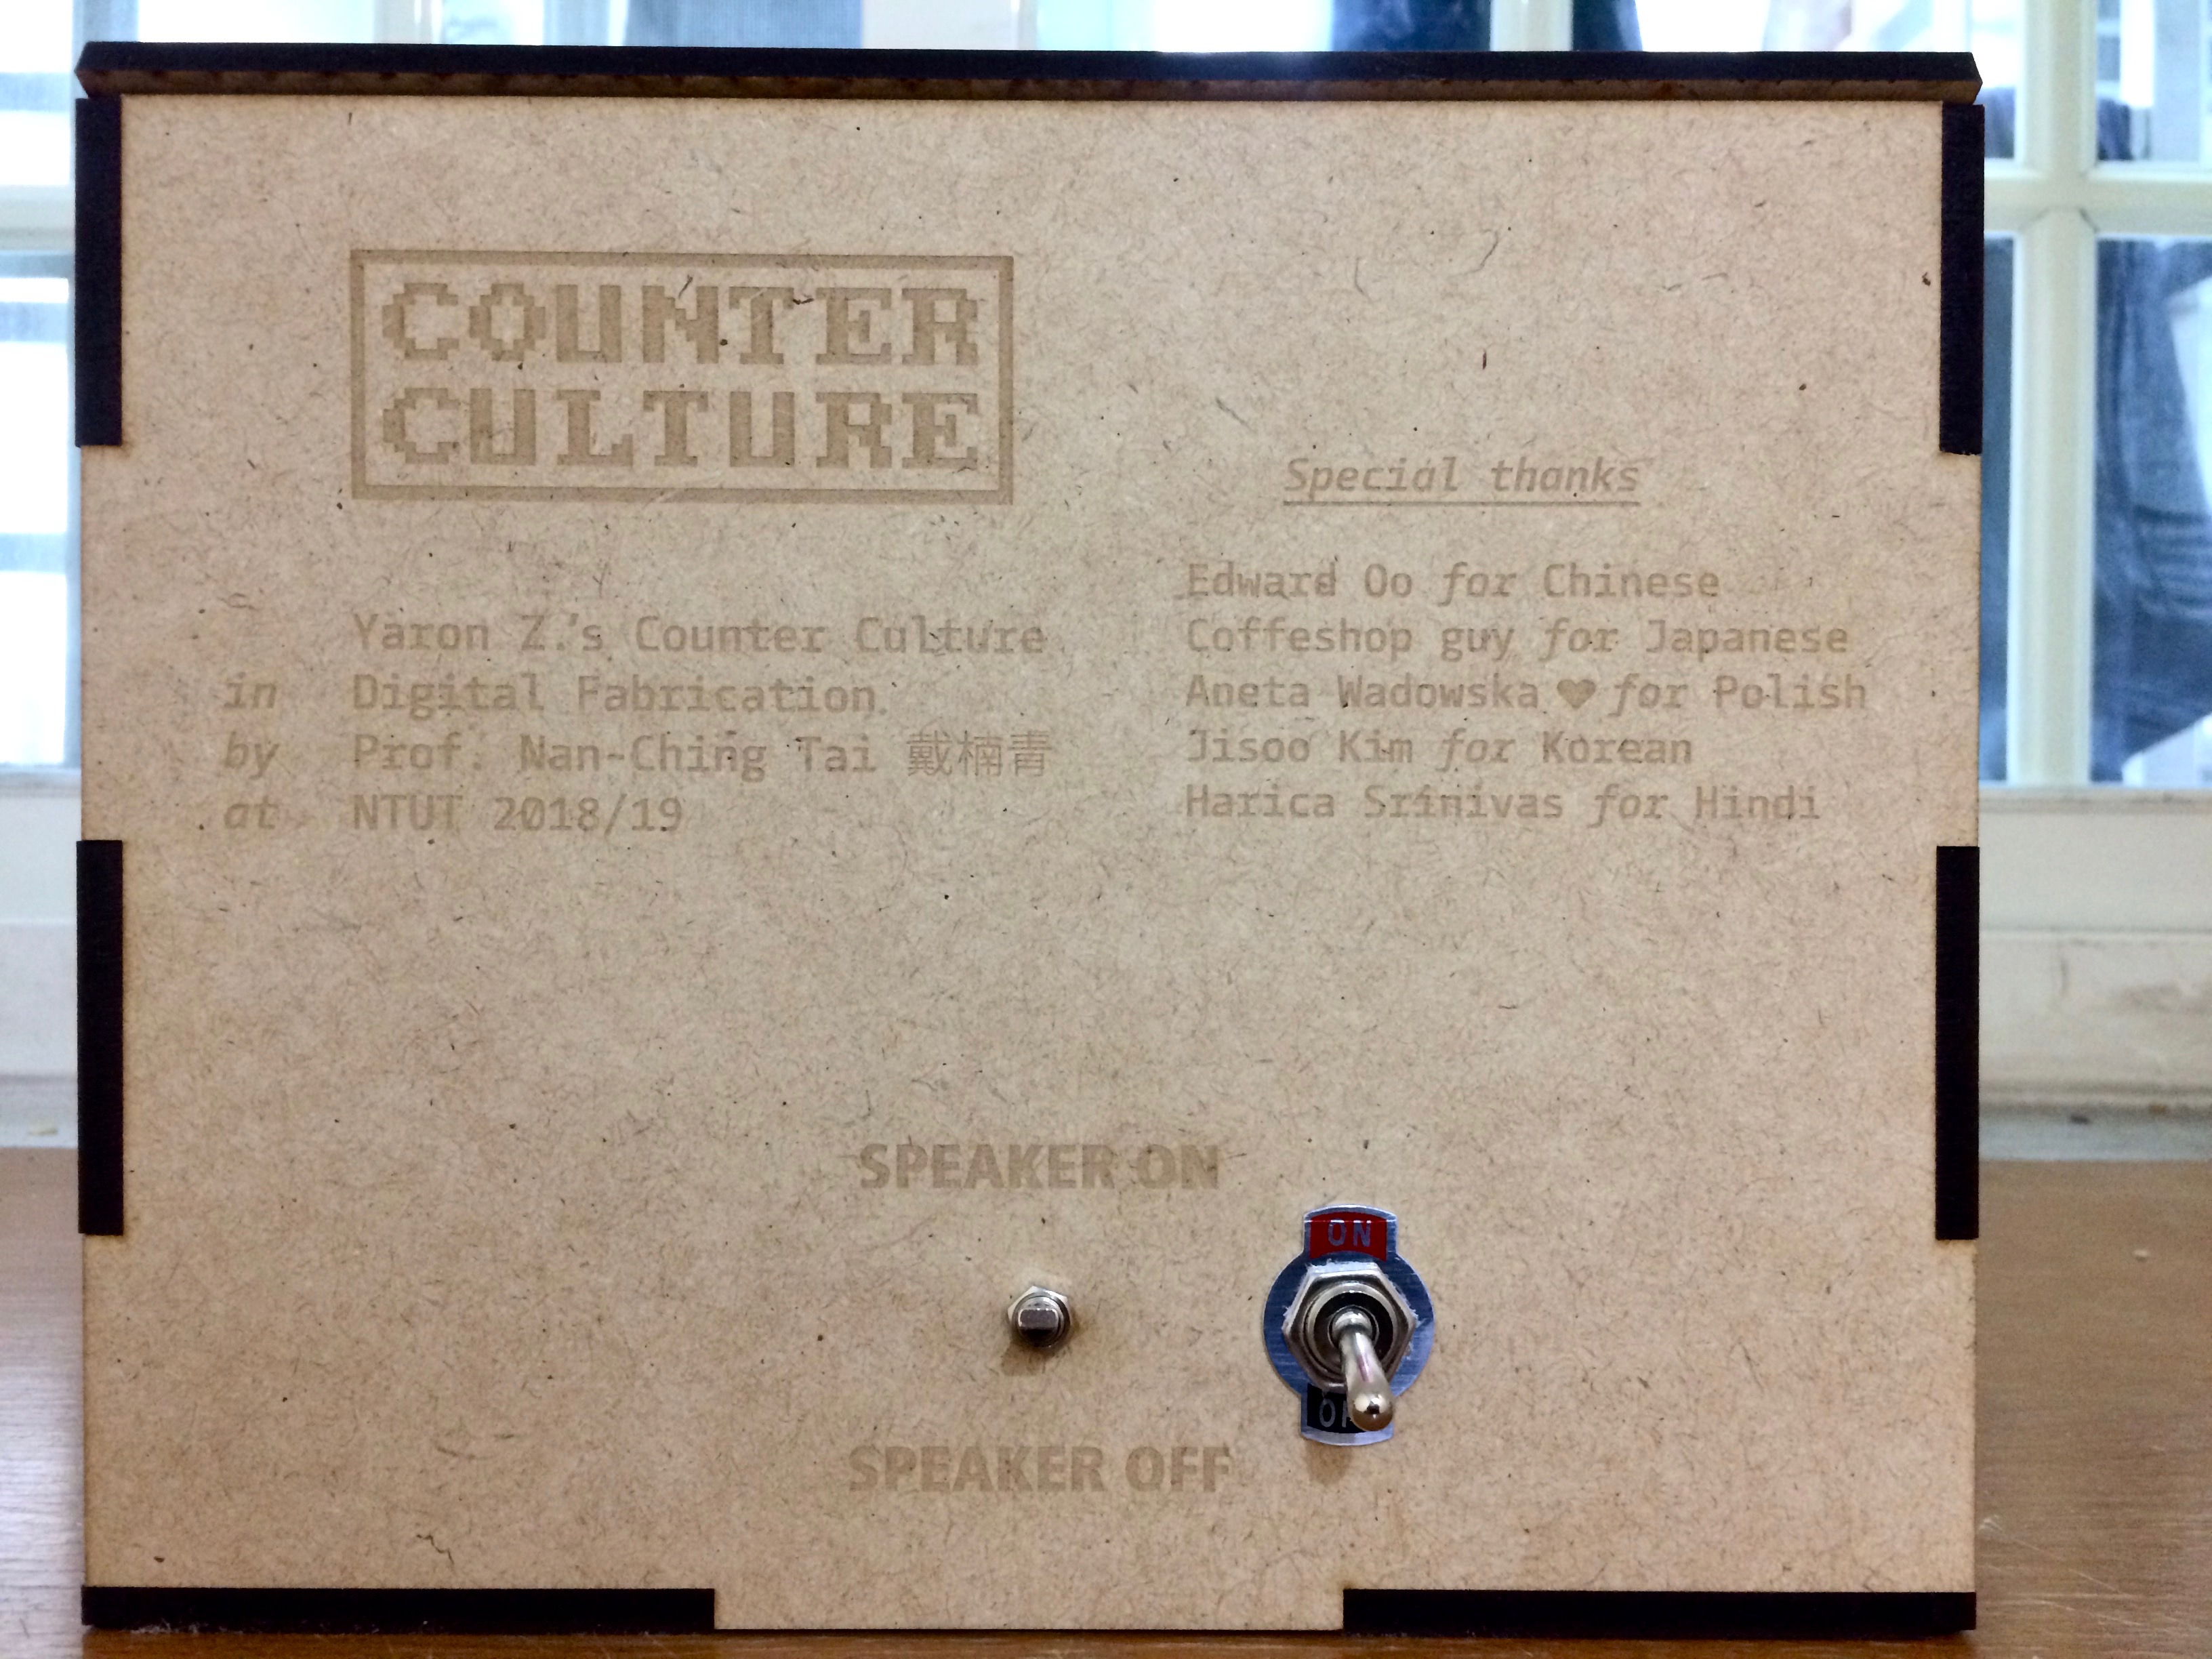 COUNTER
CULTURE
Yaron Z.'s Counter Culture
in Digital Fabrication
by Prof. Nan-Ching Tai 戴楠青
at NTUT 2018/19
Special thanks
Edward Oo for Chinese
Coffeshop guy for Japanese
Aneta Wadowska ♥ for Polish
Jisoo Kim for Korean
Harica Srinivas for Hindi
SPEAKER ON
ON
SPEAKER OFF